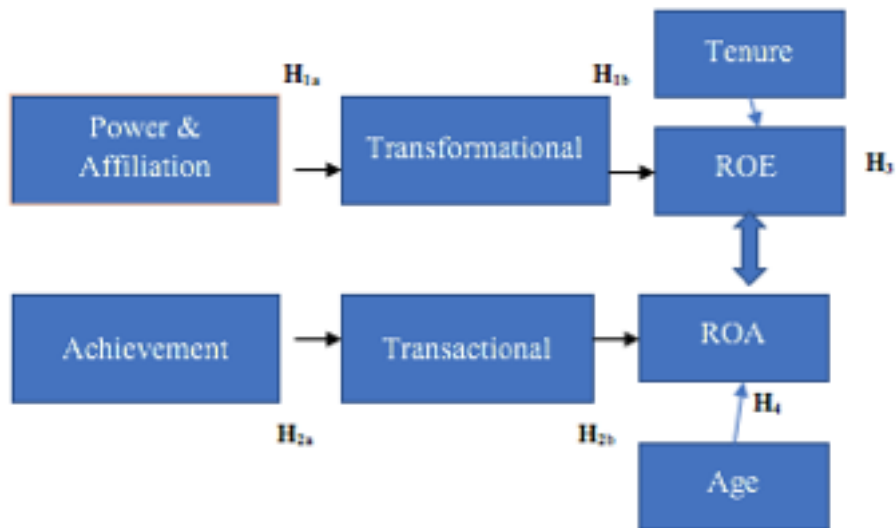 Tenure
H1a
H1b
Power &
Affiliation
Transformational
ROE
H3
Achievement
Transactional
ROA
H4
H2a
H2b
Age